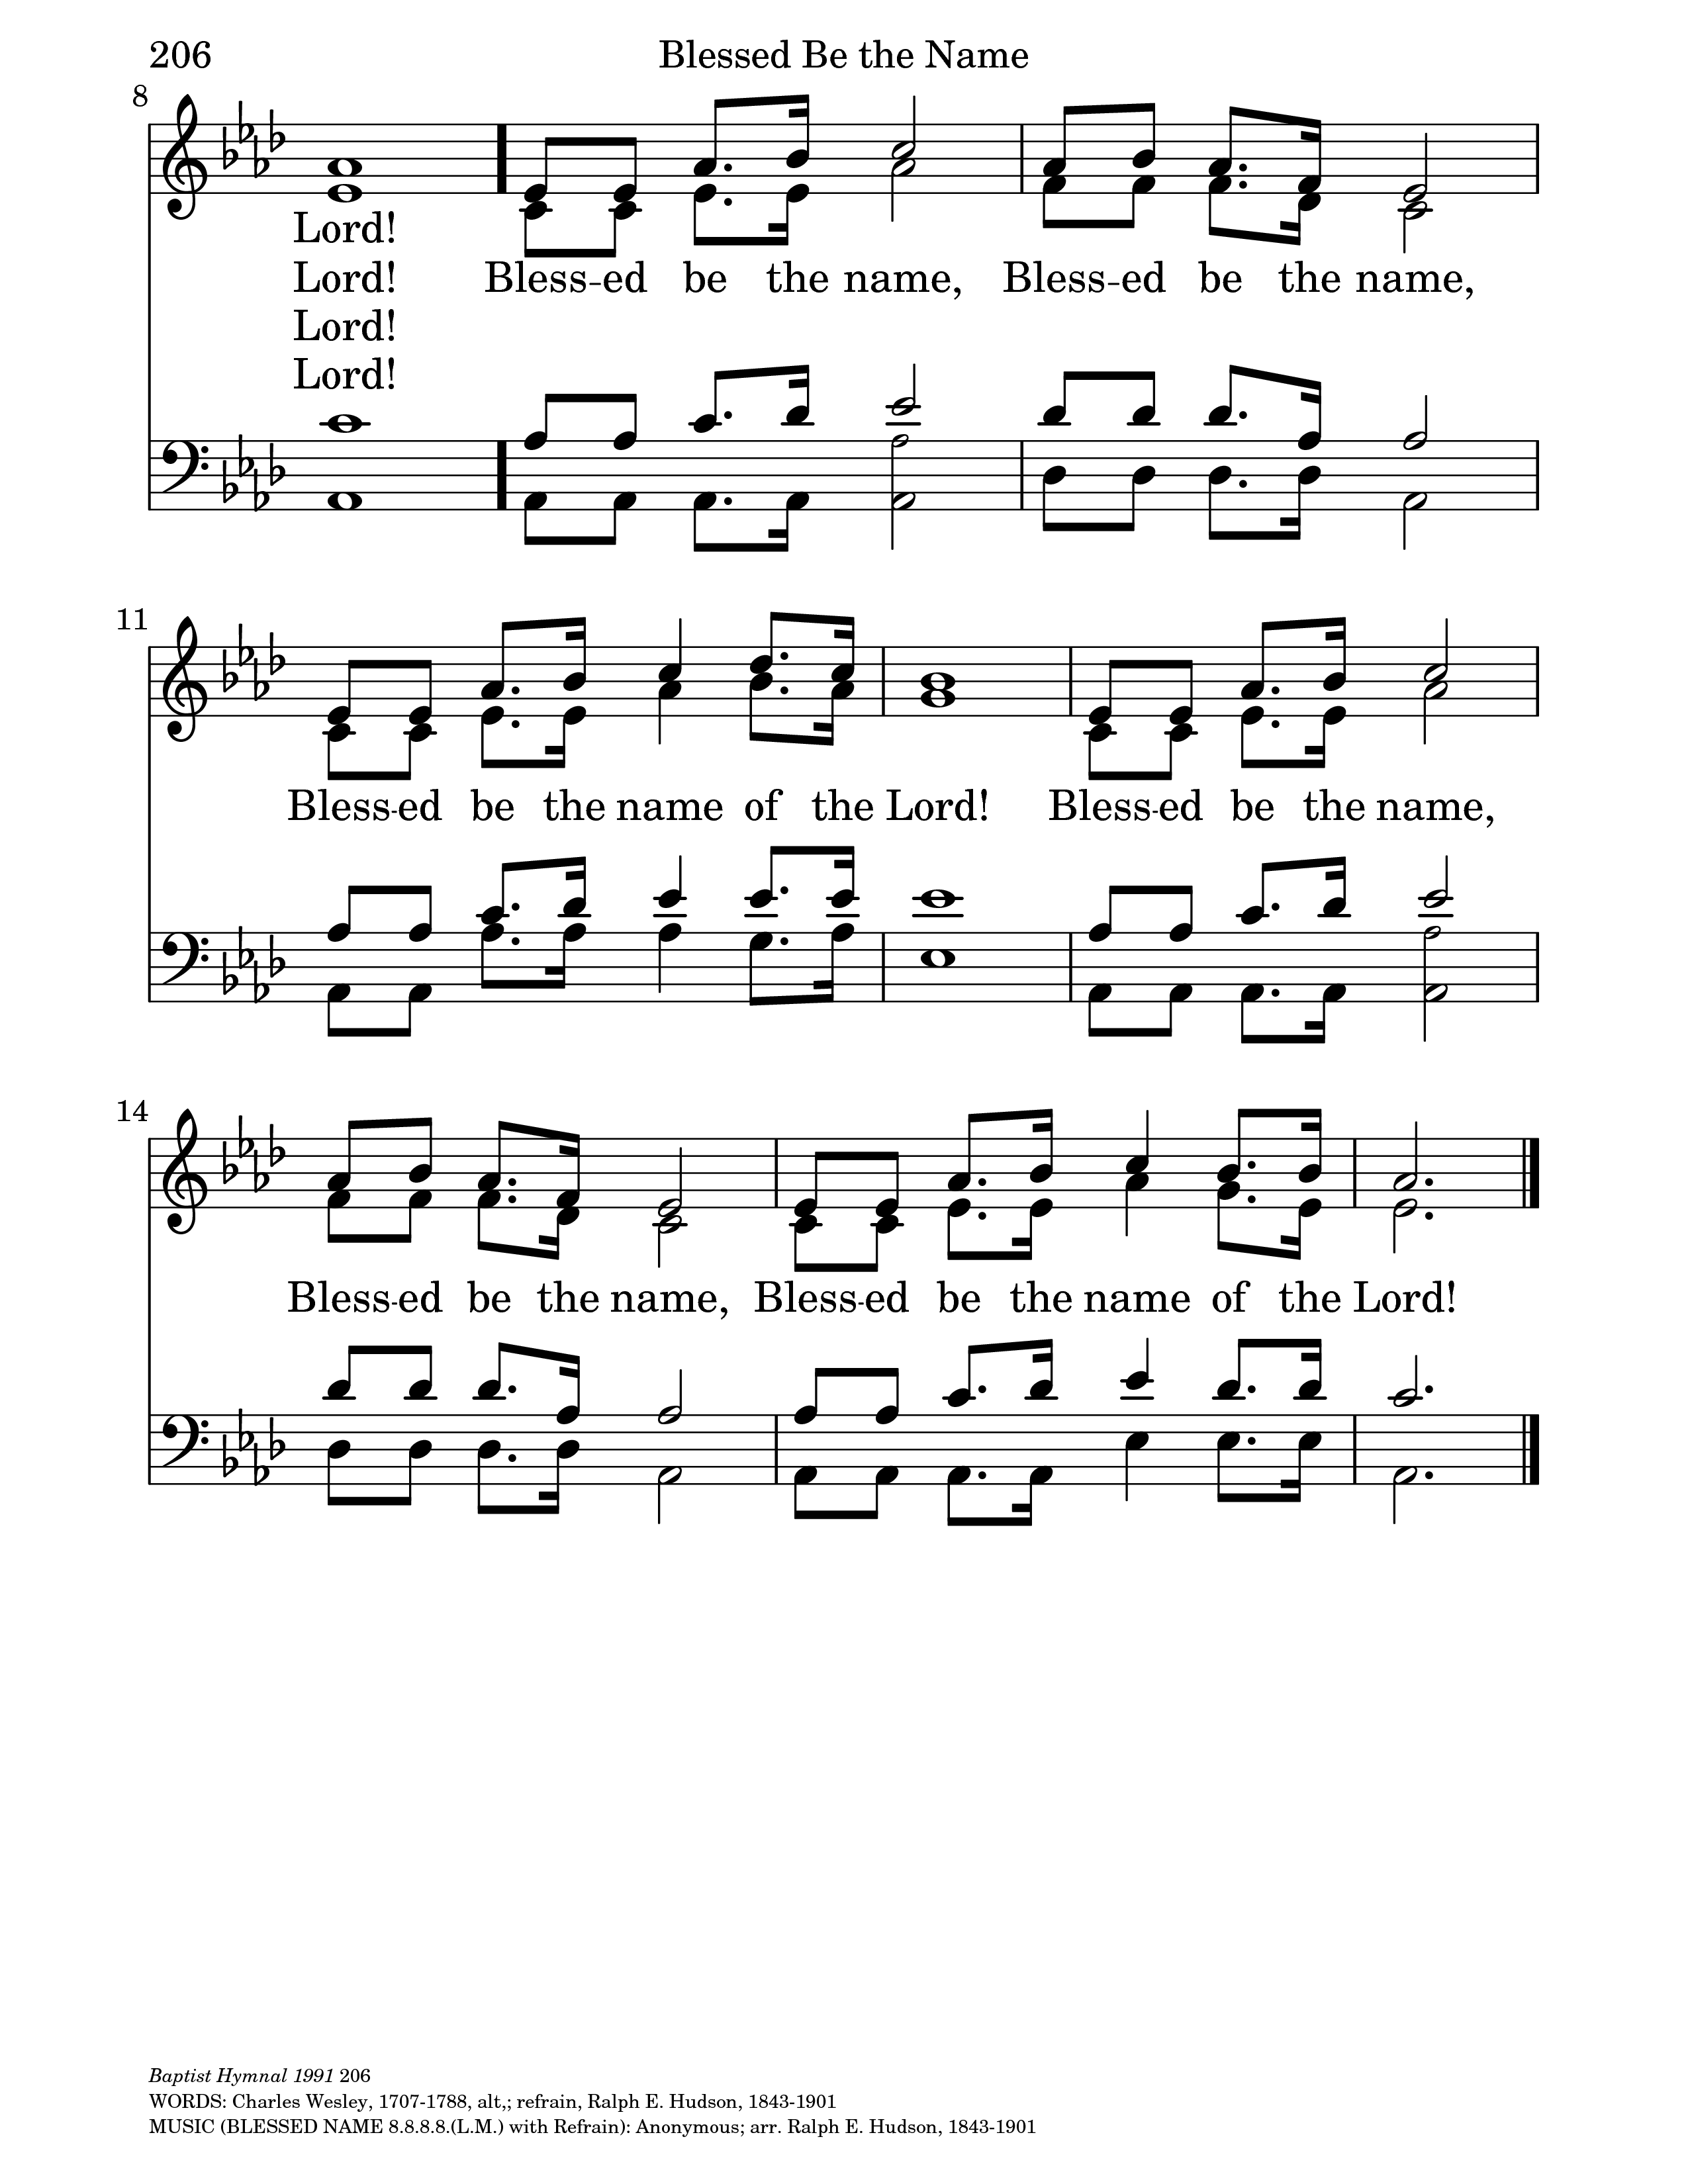 206 Blessed Be the Name
8
Lord!
Lord! Bless -- ed be the name, Bless -- ed be the name,
Lord!
Lord!
11
Bless - ed be the name of the Lord! Bless - ed be the name,
14
Bless - ed be the name, Bless - ed be the name of the Lord!
Baptist Hymnal 1991 206
WORDS: Charles Wesley, 1707-1788, alt,; refrain, Ralph E. Hudson, 1843-1901
MUSIC (BLESSED NAME 8.8.8.8.(L.M.) with Refrain): Anonymous; arr. Ralph E. Hudson, 1843-1901